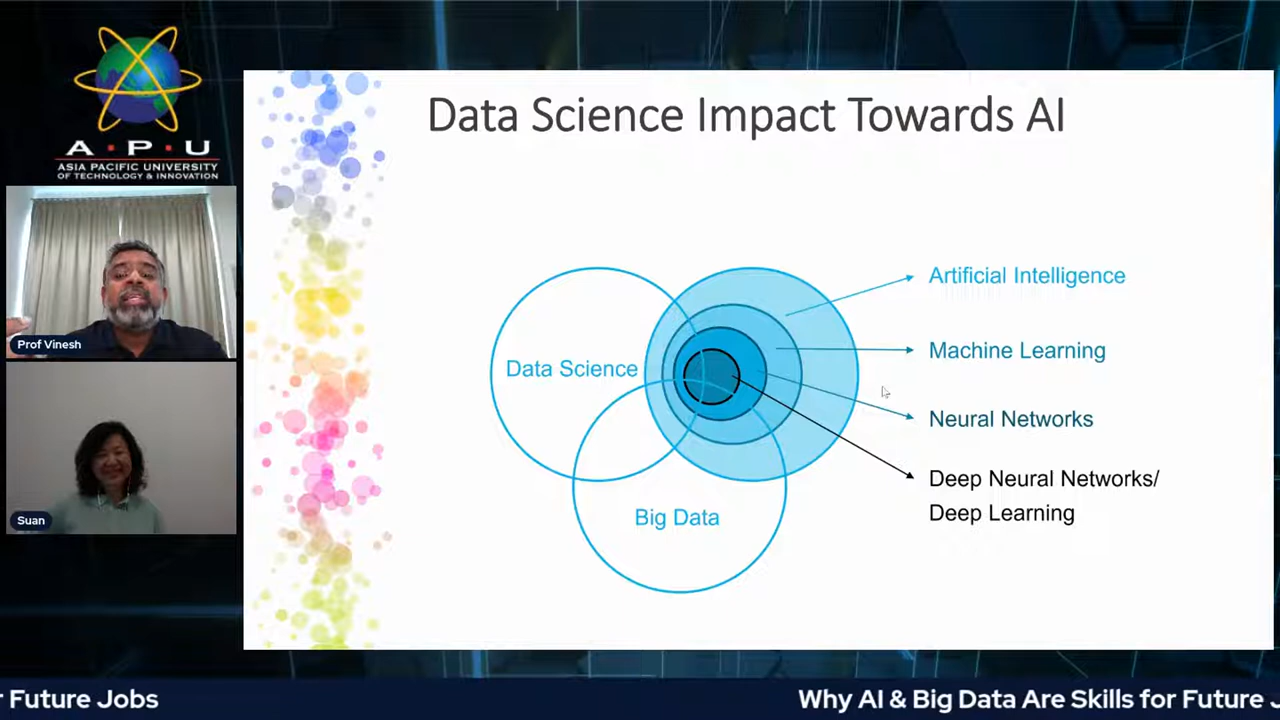 A·P·U
ASIA PACIFIC UNIVERSITY
OF TECHNOLOGY & INNOVATION
Prof Vinesh
Suan
Data Science Impact Towards AI
Data Science
Big Data
Artificial Intelligence
Machine Learning
Neural Networks
Deep Neural Networks/
Deep Learning
r Future Jobs
Why AI & Big Data Are Skills for Future J